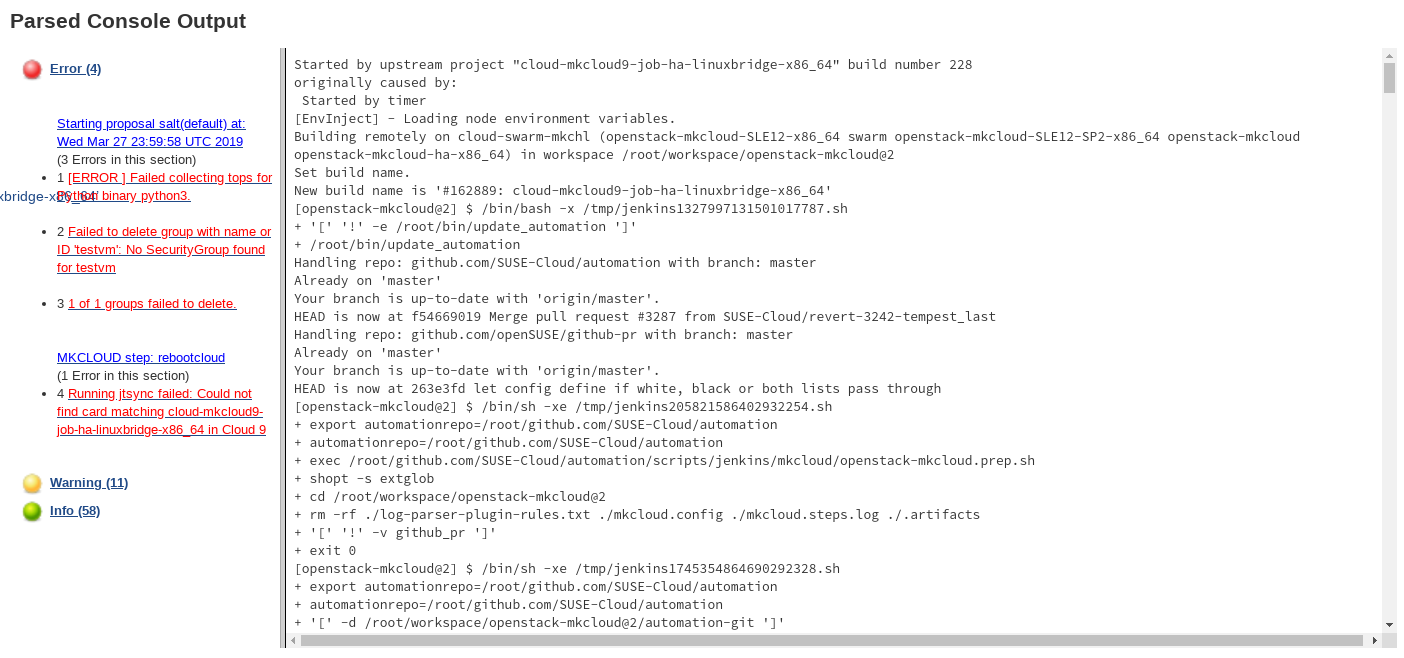 Parsed Console Output
Error (4)
Starting proposal salt(default) at:
Wed Mar 27 23:59:58 UTC 2019
(3 Errors in this section)
1 [ERROR ] Failed collecting tops for
Python binary python3.
xbridge-x86_64'
2 Failed to delete group with name or
ID 'testvm': No SecurityGroup found
for testvm
3 1 of 1 groups failed to delete.
MKCLOUD step: rebootcloud
(1 Error in this section)
4 Running jtsync failed: Could not
find card matching cloud-mkcloud9-
job-ha-linuxbridge-x86_64 in Cloud 9
Warning (11)
Info (58)
Started by upstream project "cloud-mkcloud9-job-ha-linuxbridge-x86_64" build number 228
originally caused by:
Started by timer
[EnvInject] - Loading node environment variables.
Building remotely on cloud-swarm-mkchl (openstack-mkcloud-SLE12-x86_64 swarm openstack-mkcloud-SLE12-SP2-x86_64 openstack-mkcloud
openstack-mkcloud-ha-x86_64) in workspace /root/workspace/openstack-mkcloud@2
Set build name.
New build name is '#162889: cloud-mkcloud9-job-ha-linuxbridge-x86_64'
[openstack-mkcloud@2] $ /bin/bash -x /tmp/jenkins1327997131501017787.sh
+ '[' '!' -e /root/bin/update_automation ']'
+ /root/bin/update_automation
Handling repo: github.com/SUSE-Cloud/automation with branch: master
Already on 'master'
Your branch is up-to-date with 'origin/master'.
HEAD is now at f54669019 Merge pull request #3287 from SUSE-Cloud/revert-3242-tempest_last
Handling repo: github.com/openSUSE/github-pr with branch: master
Already on 'master'
Your branch is up-to-date with 'origin/master'.
HEAD is now at 263e3fd let config define if white, black or both lists pass through
[openstack-mkcloud@2] $ /bin/sh -xe /tmp/jenkins205821586402932254.sh
+ export automationrepo=/root/github.com/SUSE-Cloud/automation
+ automationrepo=/root/github.com/SUSE-Cloud/automation
+ exec /root/github.com/SUSE-Cloud/automation/scripts/jenkins/mkcloud/openstack-mkcloud.prep.sh
+ shopt -s extglob
+ cd /root/workspace/openstack-mkcloud@2
+ rm -rf ./log-parser-plugin-rules.txt ./mkcloud.config ./mkcloud.steps.log ./.artifacts
+ '[' '!' -v github_pr ']'
+ exit 0
[openstack-mkcloud@2] $ /bin/sh -xe /tmp/jenkins1745354864690292328.sh
+ export automationrepo=/root/github.com/SUSE-Cloud/automation
+ automationrepo=/root/github.com/SUSE-Cloud/automation
+ '[' -d /root/workspace/openstack-mkcloud@2/automation-git ']'